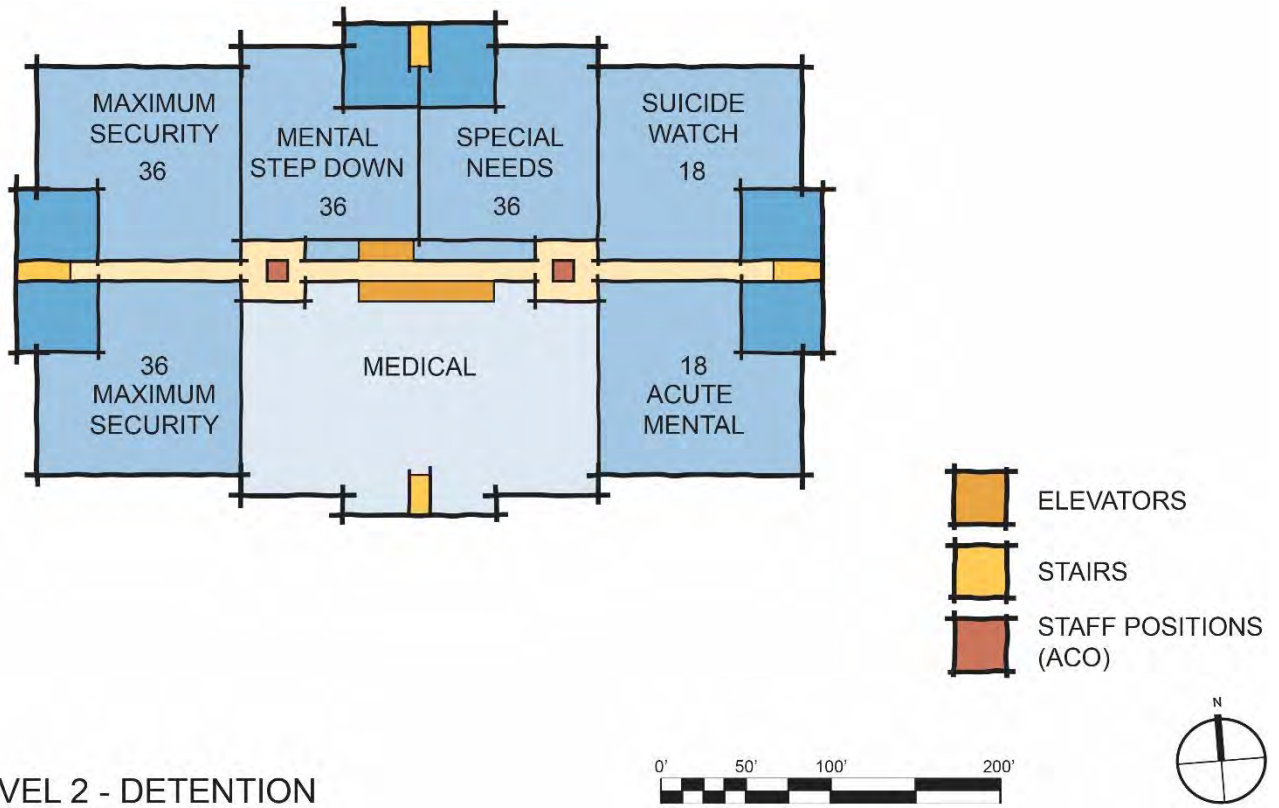 MAXIMUM
SECURITY
36
MENTAL
STEP DOWN
36
SPECIAL
NEEDS
36
SUICIDE
WATCH
18
36
MAXIMUM
SECURITY
MEDICAL
18
ACUTE
MENTAL
ELEVATORS
STAIRS
STAFF POSITIONS
(ACO)
N
0' 50' 100' 200'
VEL 2 - DETENTION